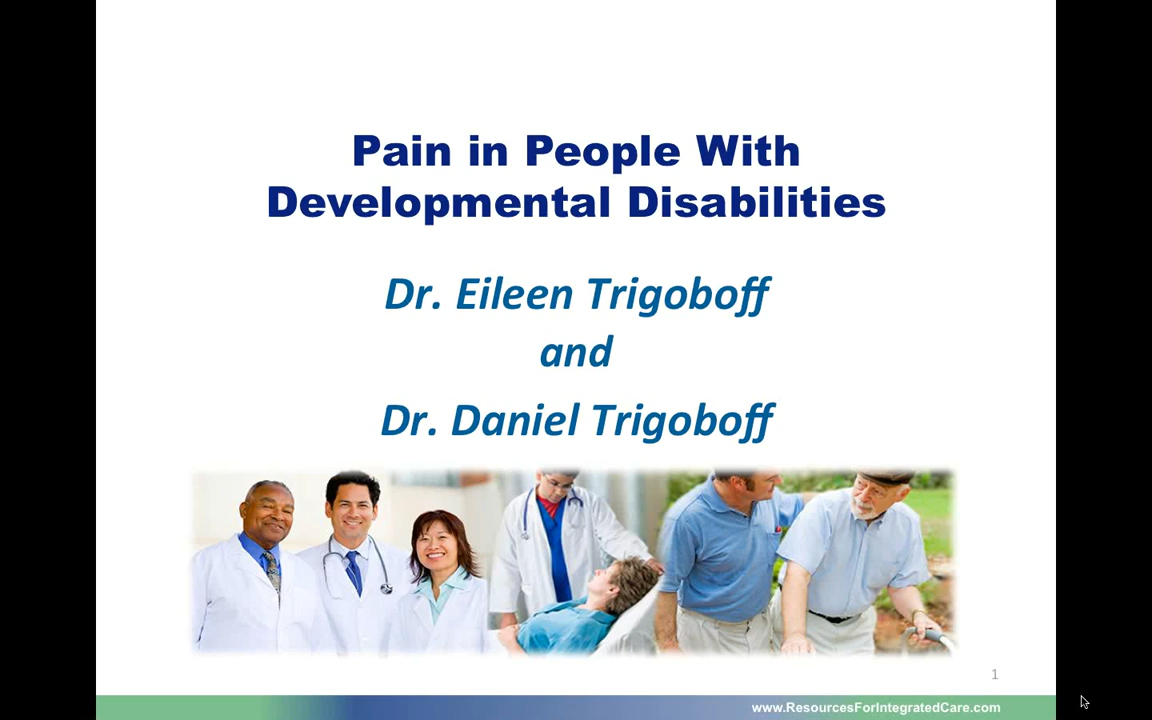 Pain in People With
Developmental Disabilities
Dr. Eileen Trigoboff
and
Dr. Daniel Trigoboff
1
www.ResourcesForIntegratedCare.com